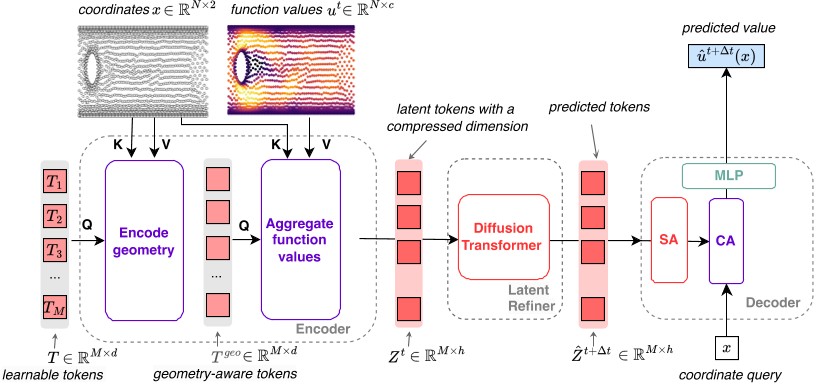 coordinates x ∈ ℝ^{N×2}
function values u^t ∈ ℝ^{N×c}
predicted value
û^{t+Δt}(x)
latent tokens with a
compressed dimension
predicted tokens
K
V
K
V
T_1
T_2
T_3
...
T_M
Q
Encode
geometry
...
Q
Aggregate
function
values
Encoder
Diffusion
Transformer
Latent
Refiner
MLP
SA
CA
Decoder
x
coordinate query
T ∈ ℝ^{M×d}
learnable tokens
T^{geo} ∈ ℝ^{M×d}
geometry-aware tokens
Z^t ∈ ℝ^{M×h}
Ẑ^{t+Δt} ∈ ℝ^{M×h}